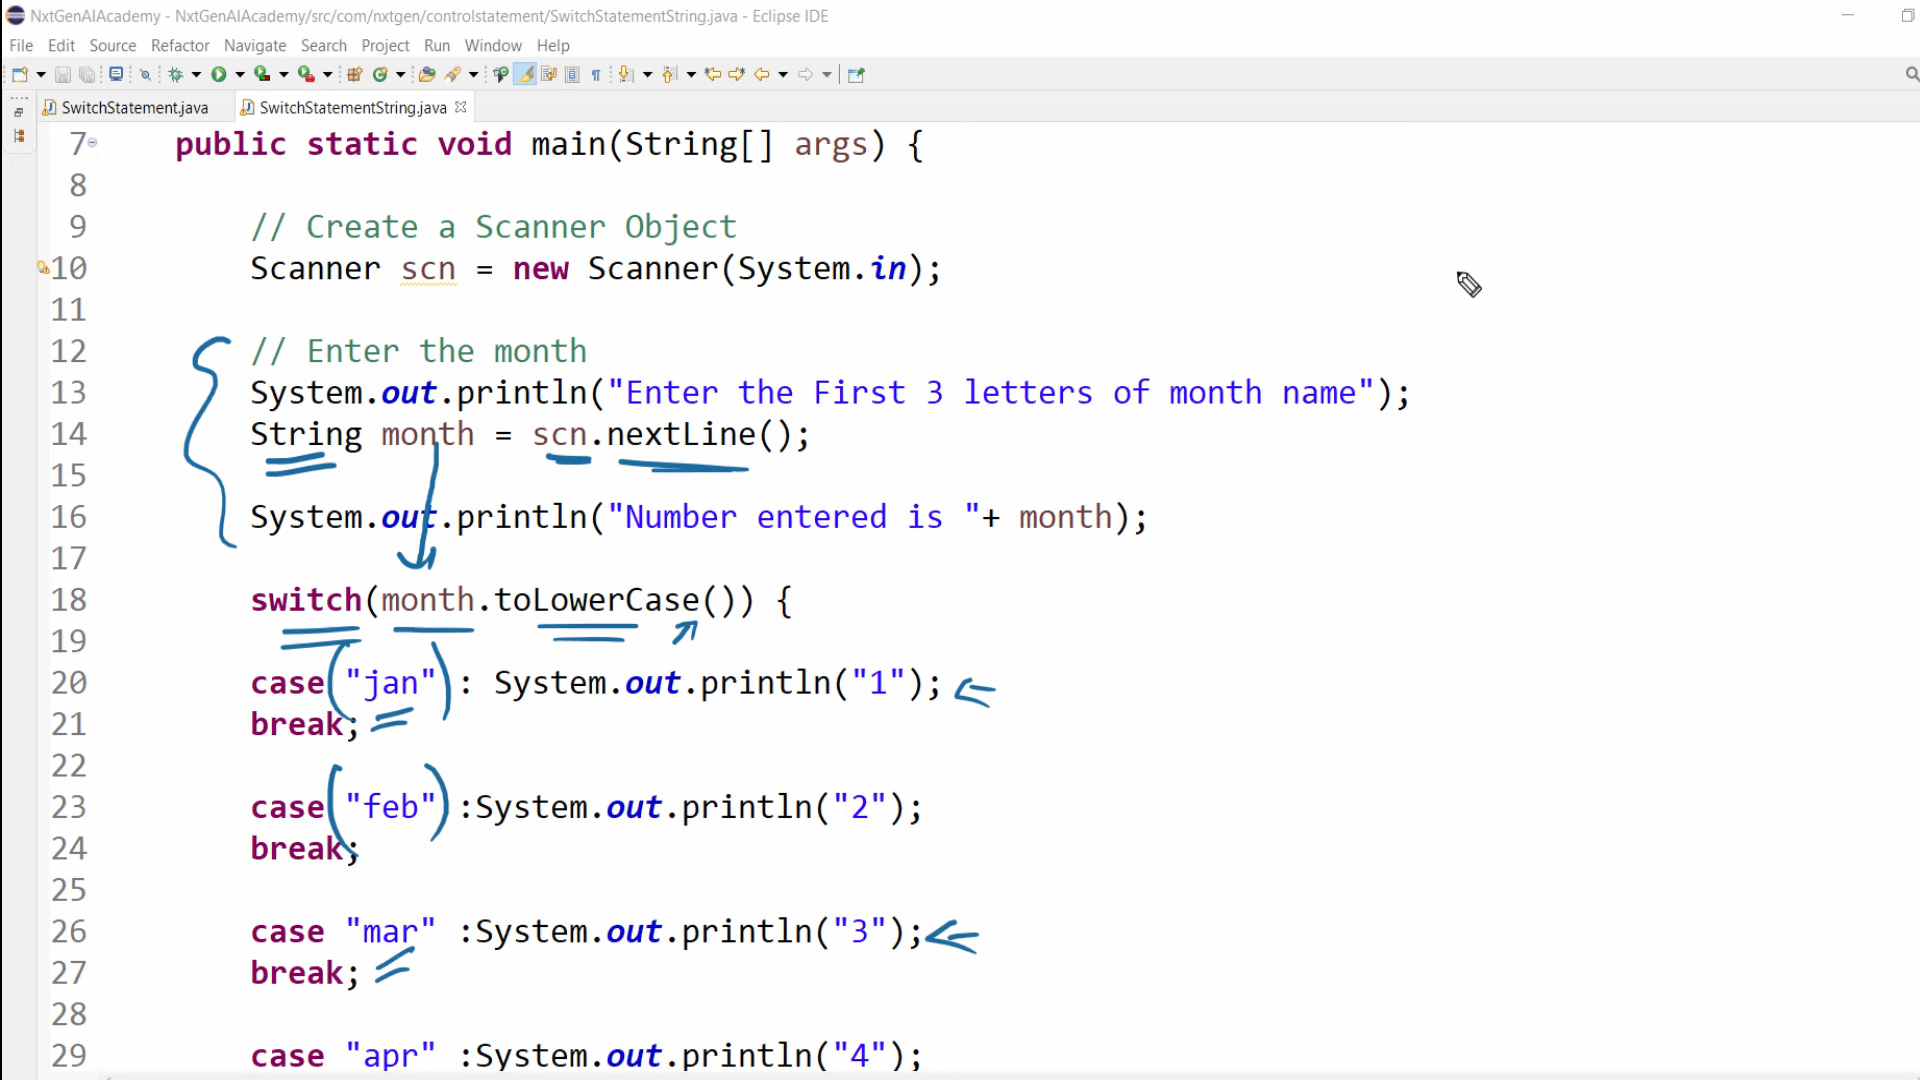 NxtGenAIAcademy - NxtGenAIAcademy/src/com/nxtgen/controlstatement/SwitchStatementString.java - Eclipse IDE
File Edit Source Refactor Navigate Search Project Run Window Help
SwitchStatement.java SwitchStatementString.java
7 public static void main(String[] args) {
8
9 // Create a Scanner Object
10 Scanner scn = new Scanner(System.in);
11
12 // Enter the month
13 System.out.println("Enter the First 3 letters of month name");
14 String month = scn.nextLine();
15
16 System.out.println("Number entered is "+ month);
17
18 switch(month.toLowerCase()) {
19
20 case "jan" : System.out.println("1");
21 break;
22
23 case "feb" :System.out.println("2");
24 break;
25
26 case "mar" :System.out.println("3");
27 break;
28
29 case "apr" :System.out.println("4");